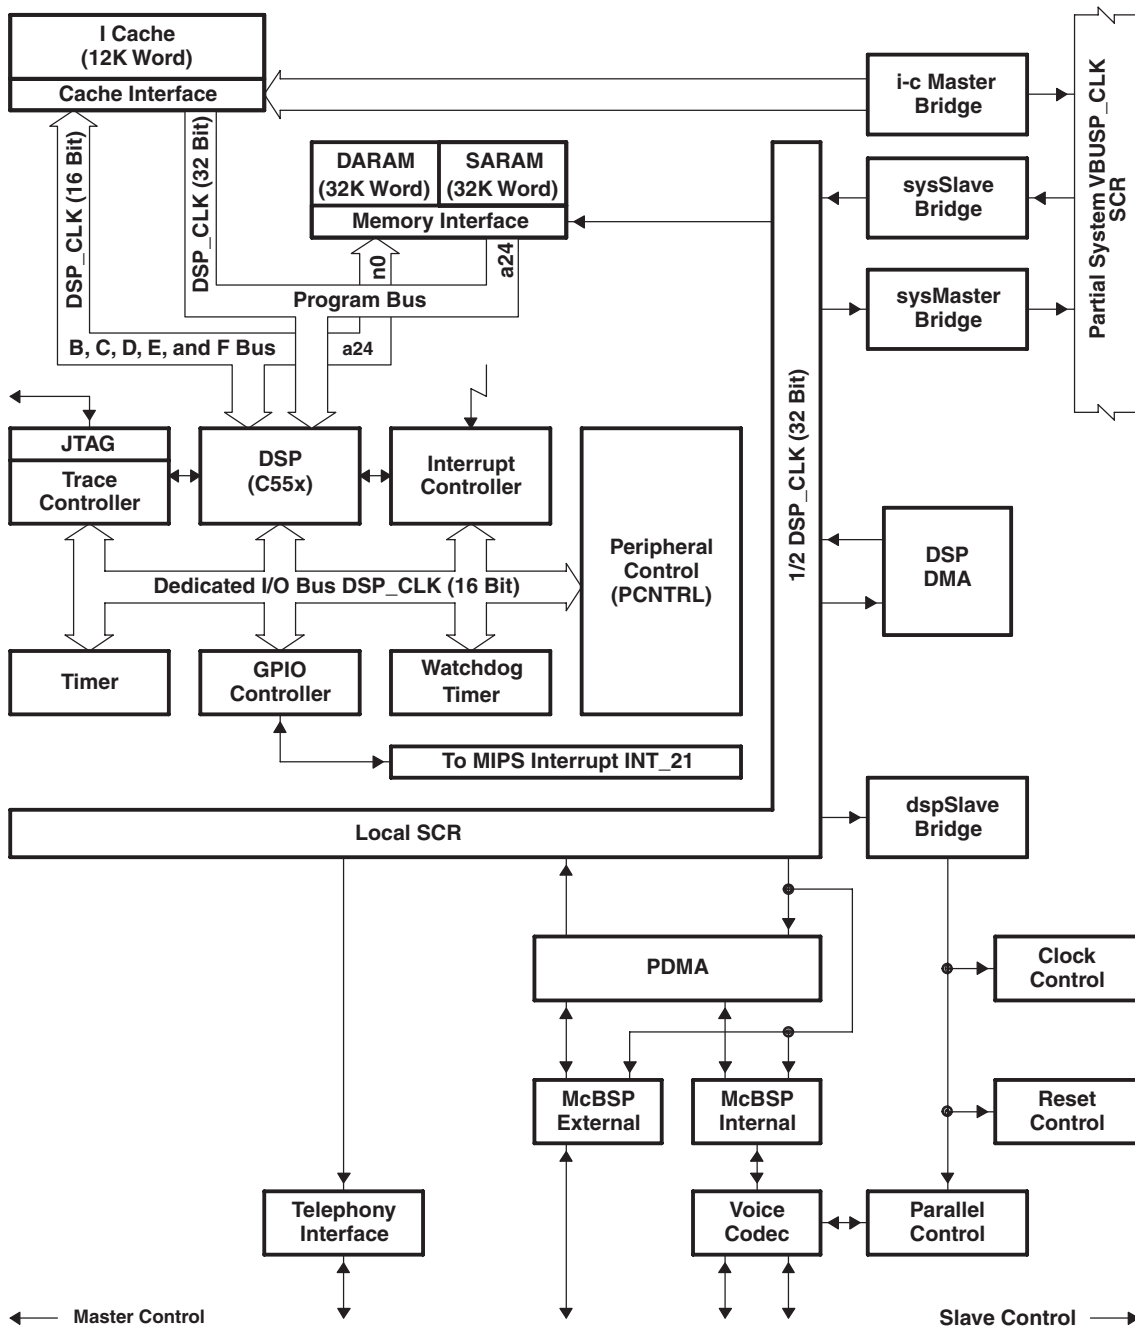 I Cache
(12K Word)
Cache Interface
i-c Master
Bridge
Partial System VBUSP_CLK
SCR
DSP_CLK (16 Bit)
DSP_CLK (32 Bit)
DARAM
(32K Word)
SARAM
(32K Word)
Memory Interface
sysSlave
Bridge
n0
a24
Program Bus
sysMaster
Bridge
B, C, D, E, and F Bus
a24
1/2 DSP_CLK (32 Bit)
JTAG
Trace
Controller
DSP
(C55x)
Interrupt
Controller
Peripheral
Control
(PCNTRL)
DSP
DMA
Dedicated I/O Bus DSP_CLK (16 Bit)
Timer
GPIO
Controller
Watchdog
Timer
To MIPS Interrupt INT_21
Local SCR
dspSlave
Bridge
PDMA
Clock
Control
McBSP
External
McBSP
Internal
Reset
Control
Telephony
Interface
Voice
Codec
Parallel
Control
Master Control
Slave Control